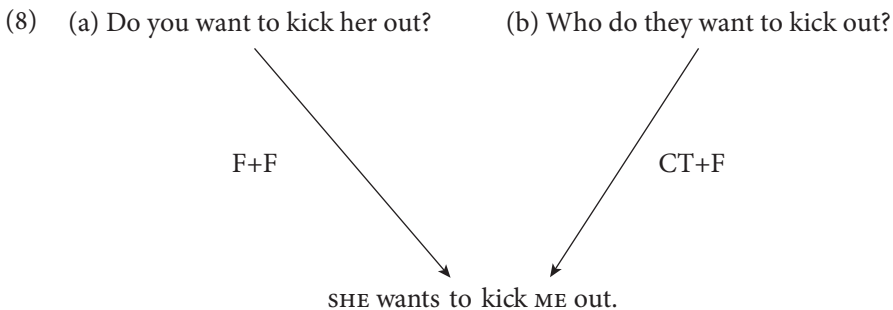 (8) (a) Do you want to kick her out? (b) Who do they want to kick out?
F+F CT+F
SHE wants to kick ME out.